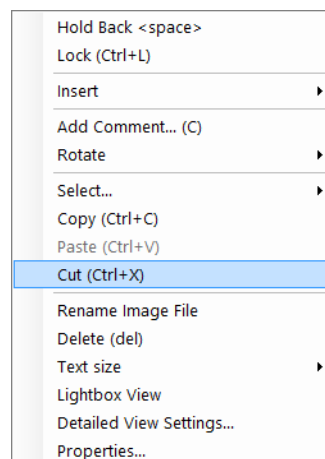 Hold Back <space>
Lock (Ctrl+L)
Insert
Add Comment... (C)
Rotate
Select...
Copy (Ctrl+C)
Paste (Ctrl+V)
Cut (Ctrl+X)
Rename Image File
Delete (del)
Text size
Lightbox View
Detailed View Settings...
Properties...